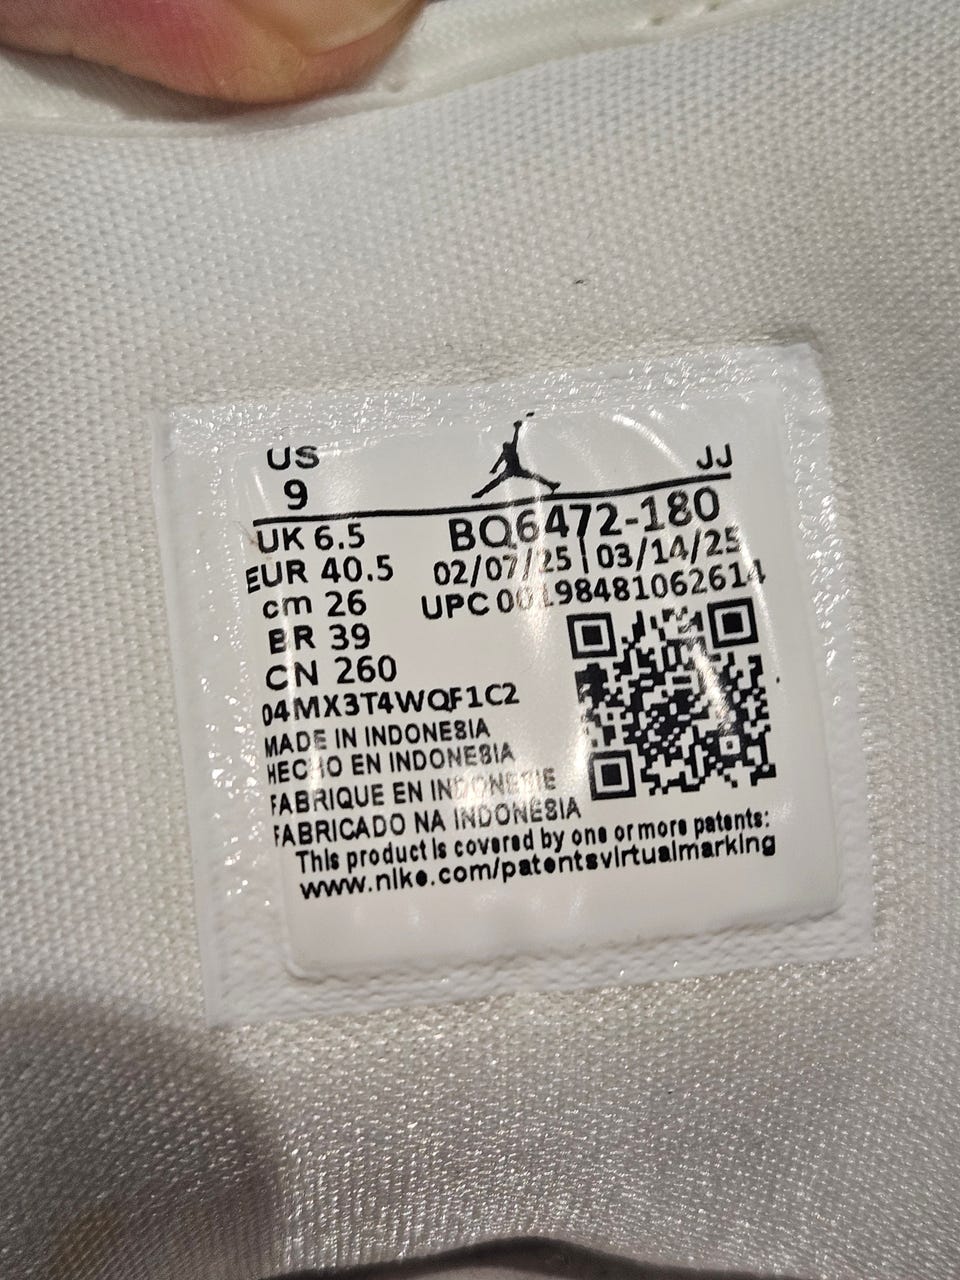 US
JJ
9
UK 6.5
BQ6472-180
EUR 40.5
02/07/25 | 03/14/25
cm 26
UPC 00198481062614
BR 39
CN 260
04MX3T4WQF1C2
MADE IN INDONESIA
HECHO EN INDONESIA
FABRIQUE EN INDONESIE
FABRICADO NA INDONÉSIA
This product is covered by one or more patents:
www.nike.com/patentsvirtualmarking